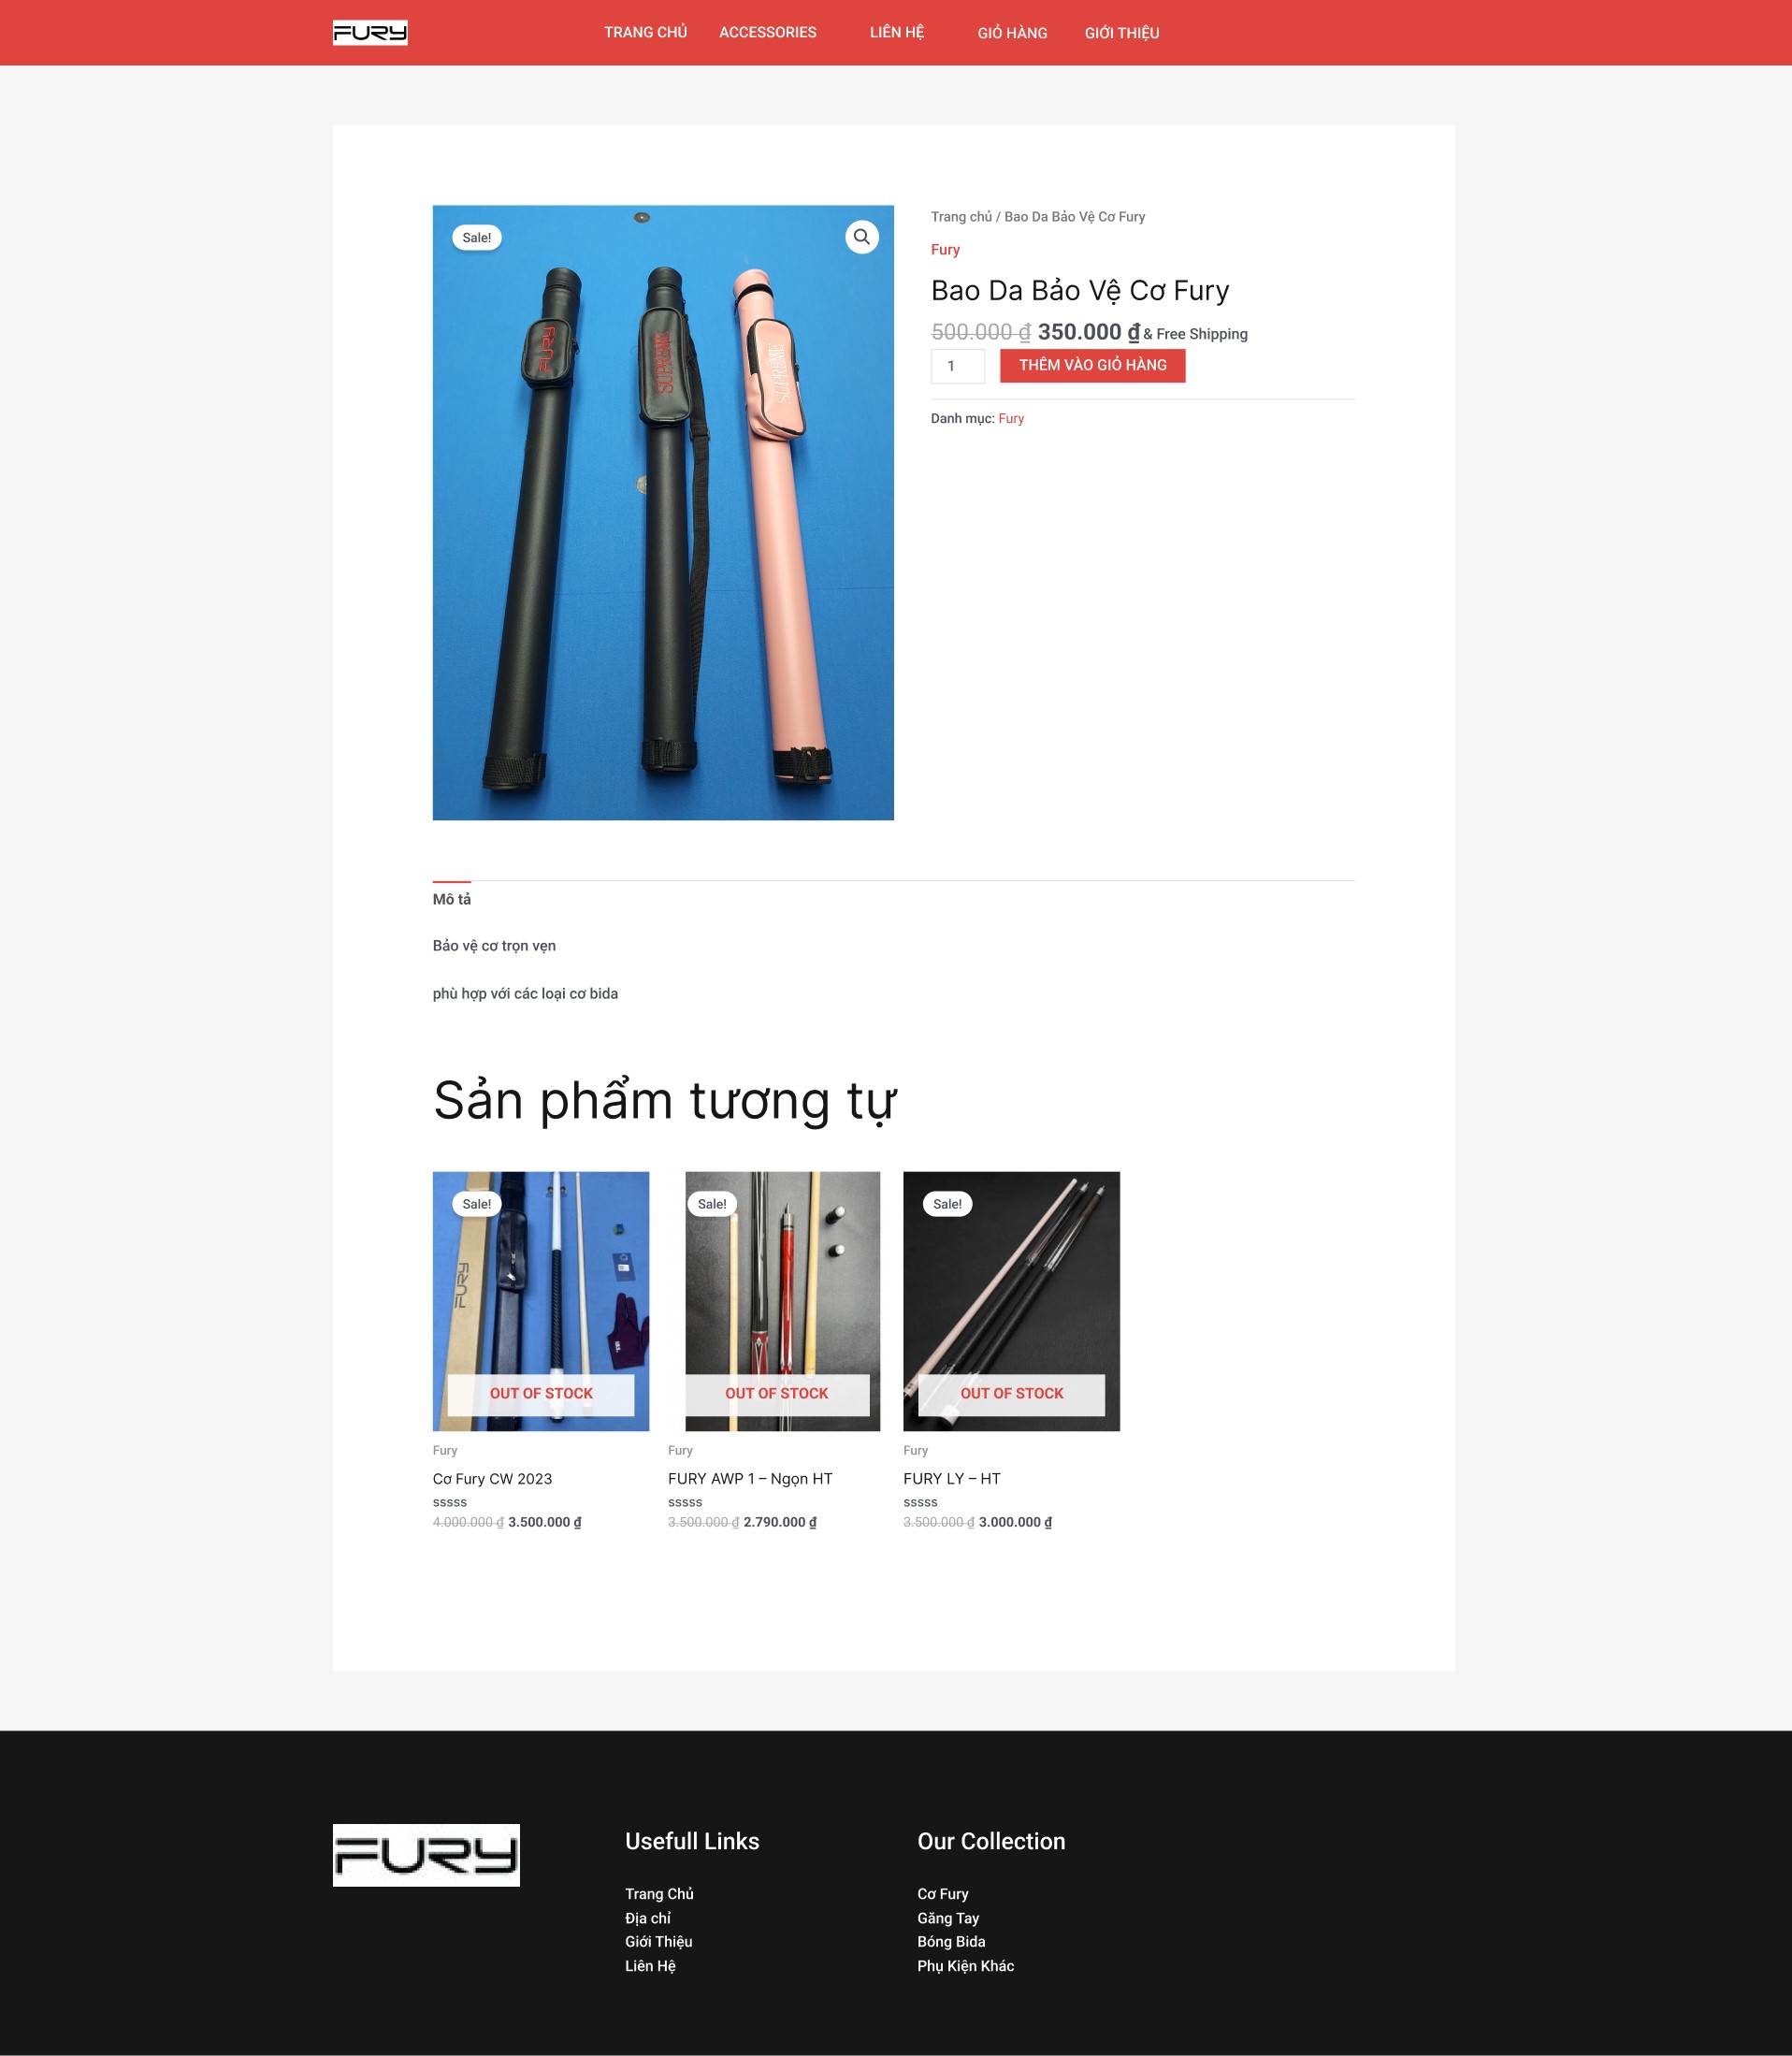 FURY
TRANG CHỦ
ACCESSORIES
LIÊN HỆ
GIỎ HÀNG
GIỚI THIỆU
Sale!
FURY
SUPREME
SUPREME
Trang chủ / Bao Da Bảo Vệ Cơ Fury
Fury
Bao Da Bảo Vệ Cơ Fury
500.000 ₫ 350.000 ₫ & Free Shipping
1
THÊM VÀO GIỎ HÀNG
Danh mục: Fury
Mô tả
Bảo vệ cơ trọn vẹn
phù hợp với các loại cơ bida
Sản phẩm tương tự
Sale!
FURY
OUT OF STOCK
Fury
Cơ Fury CW 2023
sssss
4.000.000 ₫ 3.500.000 ₫
Sale!
OUT OF STOCK
Fury
FURY AWP 1 – Ngọn HT
sssss
3.500.000 ₫ 2.790.000 ₫
Sale!
OUT OF STOCK
Fury
FURY LY – HT
sssss
3.500.000 ₫ 3.000.000 ₫
FURY
Usefull Links
Trang Chủ
Địa chỉ
Giới Thiệu
Liên Hệ
Our Collection
Cơ Fury
Găng Tay
Bóng Bida
Phụ Kiện Khác